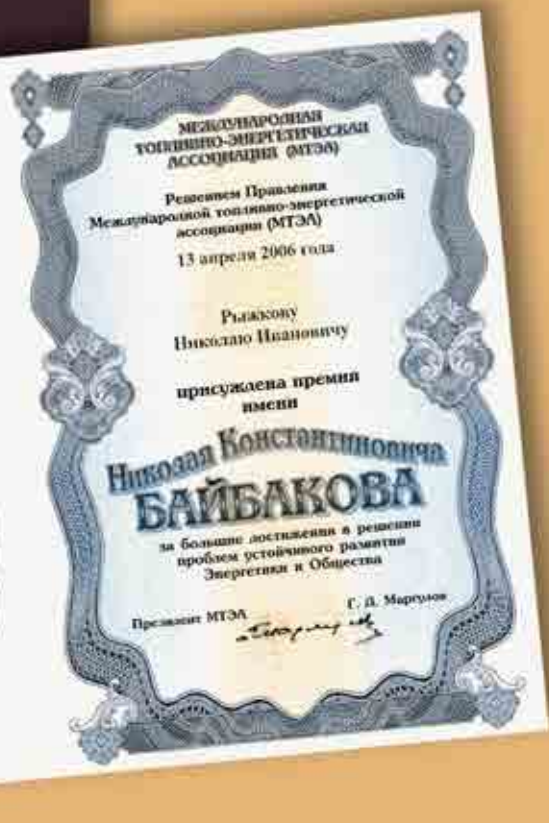 МЕЖДУНАРОДНАЯ
ТОПЛИВНО-ЭНЕРГЕТИЧЕСКАЯ
АССОЦИАЦИЯ (МТЭА)
Решением Правления
Международной топливно-энергетической
ассоциации (МТЭА)
13 апреля 2006 года
Рыжкову
Николаю Ивановичу
присуждена премия
имени
Николая Константиновича
БАЙБАКОВА
за большие достижения в решении
проблем устойчивого развития
Энергетики и Общества
Президент МТЭА Г. Д. Маргулов